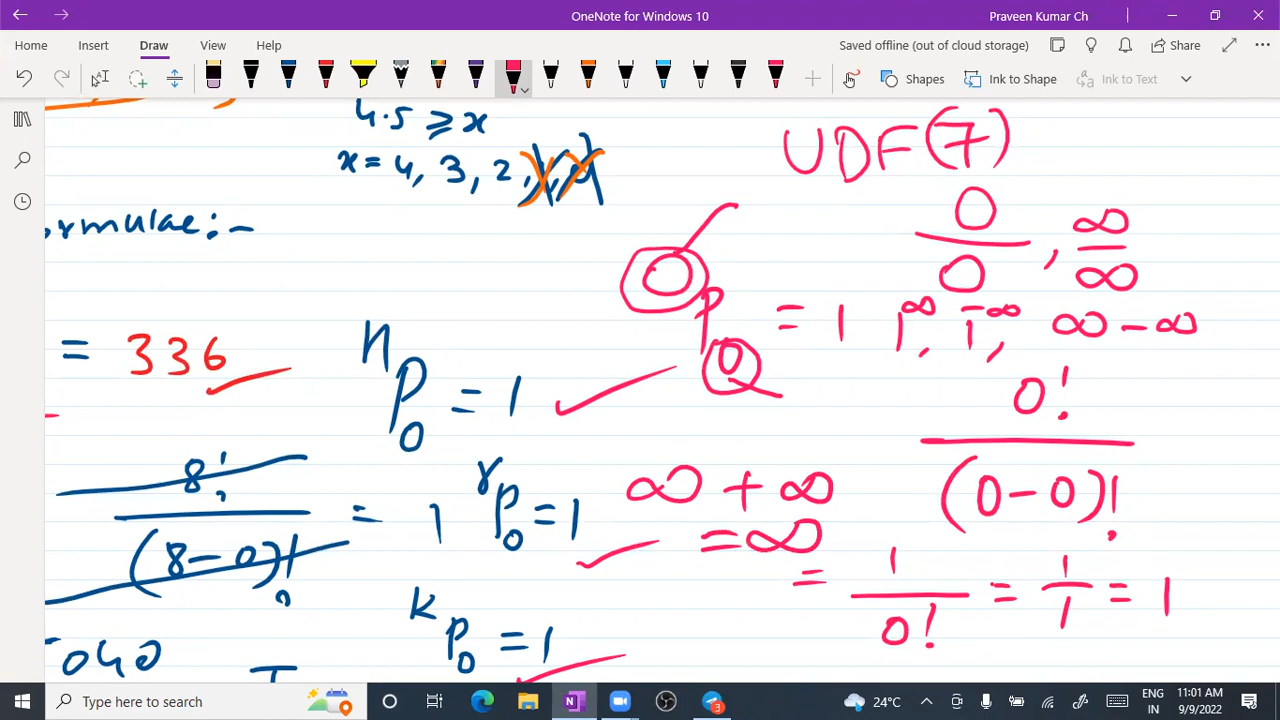 OneNote for Windows 10
Praveen Kumar Ch
Home Insert Draw View Help
Saved offline (out of cloud storage)
Share
Shapes
Ink to Shape
Ink to Text
4.5 ≥ x
x = 4, 3, 2,
ormulae:-
= 336
nP0 = 1
8!/(8-0)! = 1
rP0 = 1
kP0 = 1
5040
UDF(7)
0/0, ∞/∞
0P0 = 1
1^∞, 1^-∞, ∞-∞
0!/(0-0)!
∞ + ∞
= ∞
= 1/0! = 1/1 = 1
Type here to search
3
24°C
ENG
IN
11:01 AM
9/9/2022